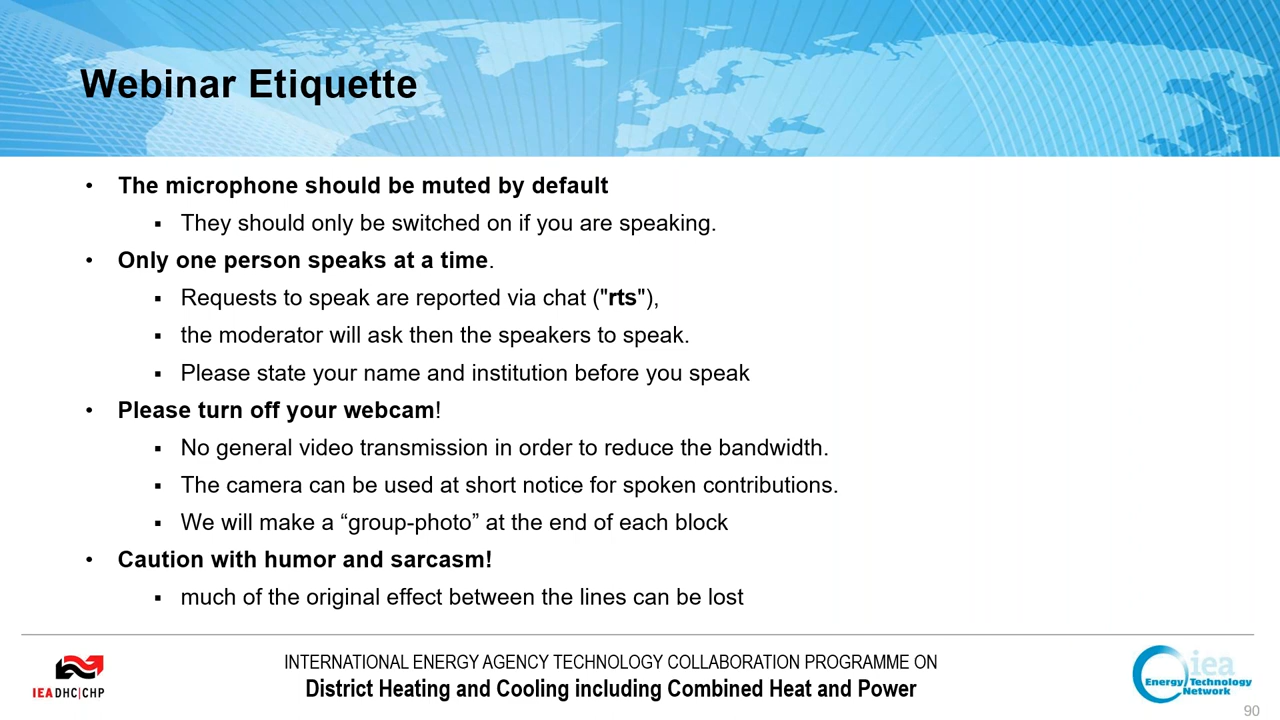 Webinar Etiquette
• The microphone should be muted by default
▪ They should only be switched on if you are speaking.
• Only one person speaks at a time.
▪ Requests to speak are reported via chat ("rts"),
▪ the moderator will ask then the speakers to speak.
▪ Please state your name and institution before you speak
• Please turn off your webcam!
▪ No general video transmission in order to reduce the bandwidth.
▪ The camera can be used at short notice for spoken contributions.
▪ We will make a “group-photo” at the end of each block
• Caution with humor and sarcasm!
▪ much of the original effect between the lines can be lost
IEA DHC|CHP
INTERNATIONAL ENERGY AGENCY TECHNOLOGY COLLABORATION PROGRAMME ON
District Heating and Cooling including Combined Heat and Power
iea
Energy Technology
Network
90